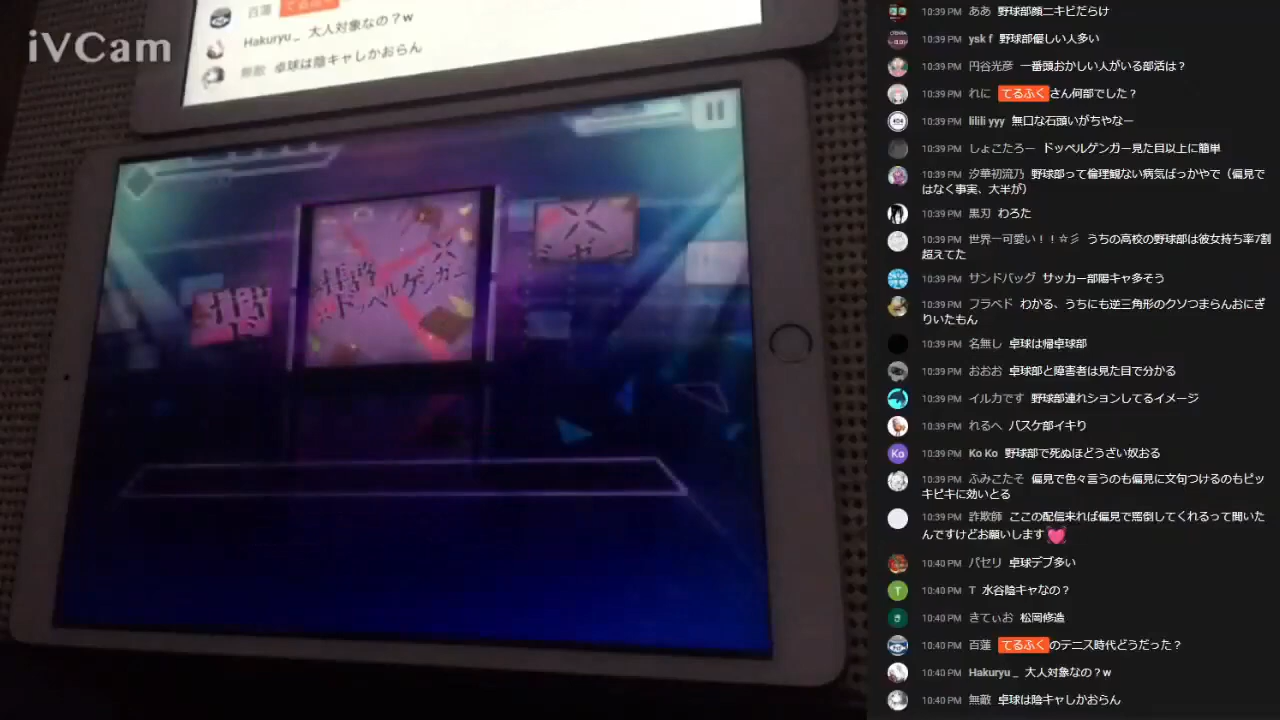 iVCam
百蓮
Hakuryu_ 大人対象なの？w
無敵 卓球は陰キャしかおらん
拝啓
ドッペルゲンガー
10:39 PM ああ 野球部顔ニキビだらけ
10:39 PM ysk f 野球部優しい人多い
10:39 PM 円谷光彦 一番頭おかしい人がいる部活は？
10:39 PM れに てるふくさん何部でした？
10:39 PM lilili yyy 無口な石頭いがちやなー
10:39 PM しょこたろー ドッペルゲンガー見た目以上に簡単
10:39 PM 汐華初流乃 野球部って倫理観ない病気ばっかやで（偏見で
はなく事実、大半が）
10:39 PM 黒刃 わろた
10:39 PM 世界一可愛い！！☆彡 うちの高校の野球部は彼女持ち率7割
超えてた
10:39 PM サンドバッグ サッカー部陽キャ多そう
10:39 PM フラペド わかる、うちにも逆三角形のクソつまらんおにぎ
りいたもん
10:39 PM 名無し 卓球は帰卓球部
10:39 PM おおお 卓球部と障害者は見た目で分かる
10:39 PM イルカです 野球部連れションしてるイメージ
10:39 PM れるへ バスケ部イキり
Ko 10:39 PM Ko Ko 野球部で死ぬほどうざい奴おる
10:39 PM ふみこたそ 偏見で色々言うのも偏見に文句つけるのもピッ
キピキに効いとる
10:39 PM 詐欺師 ここの配信来れば偏見で罵倒してくれるって聞いた
んですけどお願いします💓
10:40 PM パセリ 卓球デブ多い
T 10:40 PM T 水谷陰キャなの？
き 10:40 PM きてぃお 松岡修造
10:40 PM 百蓮 てるふくのテニス時代どうだった？
10:40 PM Hakuryu_ 大人対象なの？w
10:40 PM 無敵 卓球は陰キャしかおらん